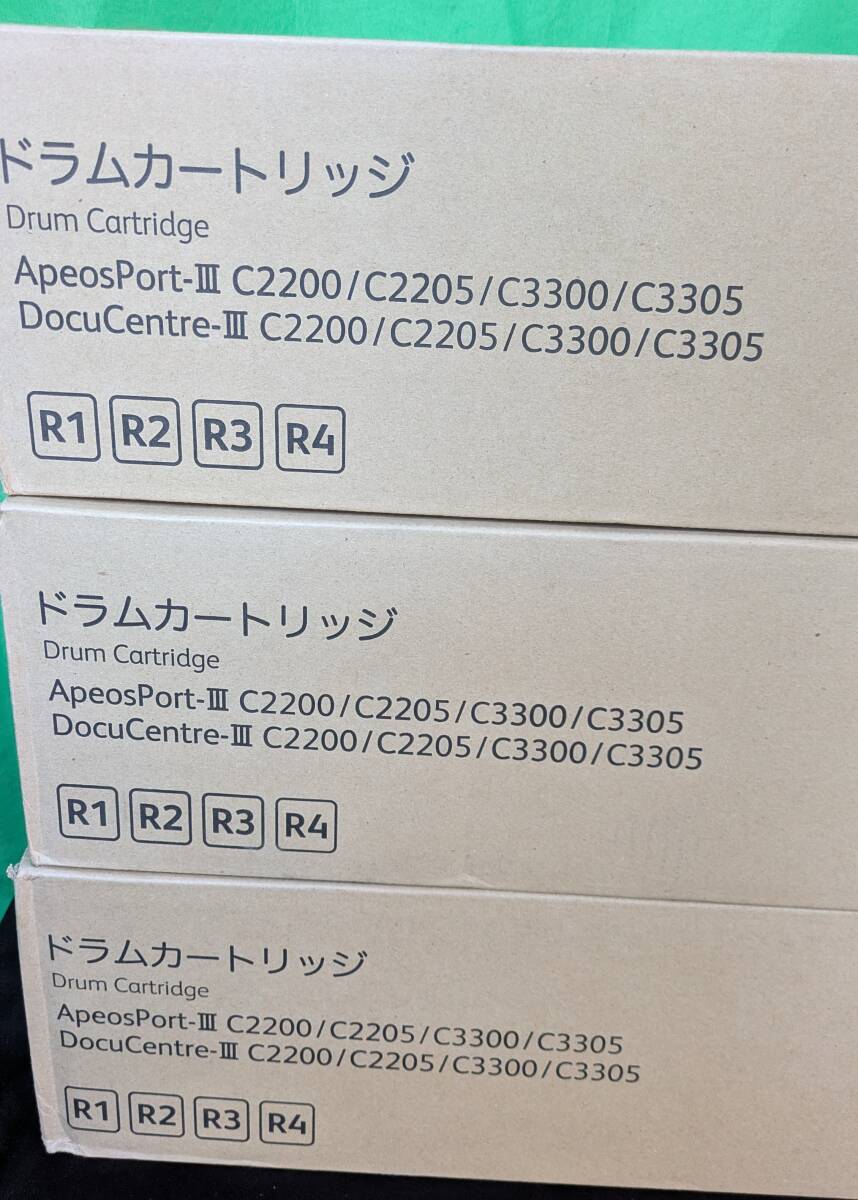 ドラムカートリッジ
Drum Cartridge
ApeosPort-Ⅲ C2200/C2205/C3300/C3305
DocuCentre-Ⅲ C2200/C2205/C3300/C3305
R1 R2 R3 R4
ドラムカートリッジ
Drum Cartridge
ApeosPort-Ⅲ C2200/C2205/C3300/C3305
DocuCentre-Ⅲ C2200/C2205/C3300/C3305
R1 R2 R3 R4
ドラムカートリッジ
Drum Cartridge
ApeosPort-Ⅲ C2200/C2205/C3300/C3305
DocuCentre-Ⅲ C2200/C2205/C3300/C3305
R1 R2 R3 R4